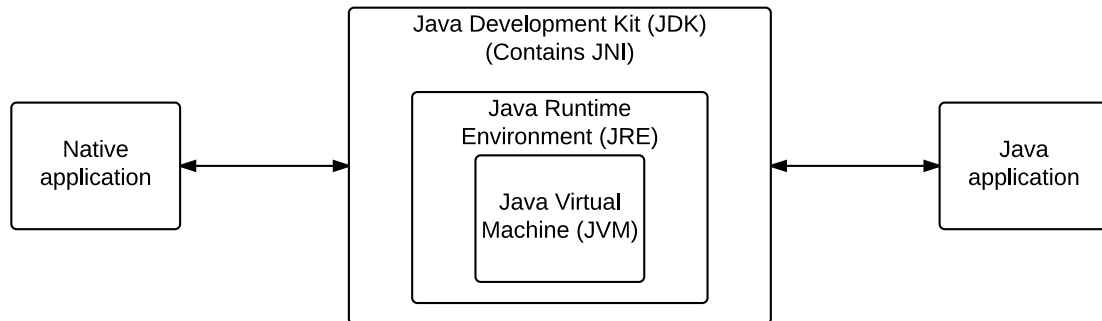 Java Development Kit (JDK)
(Contains JNI)
Java Runtime
Environment (JRE)
Native
application
Java Virtual
Machine (JVM)
Java
application